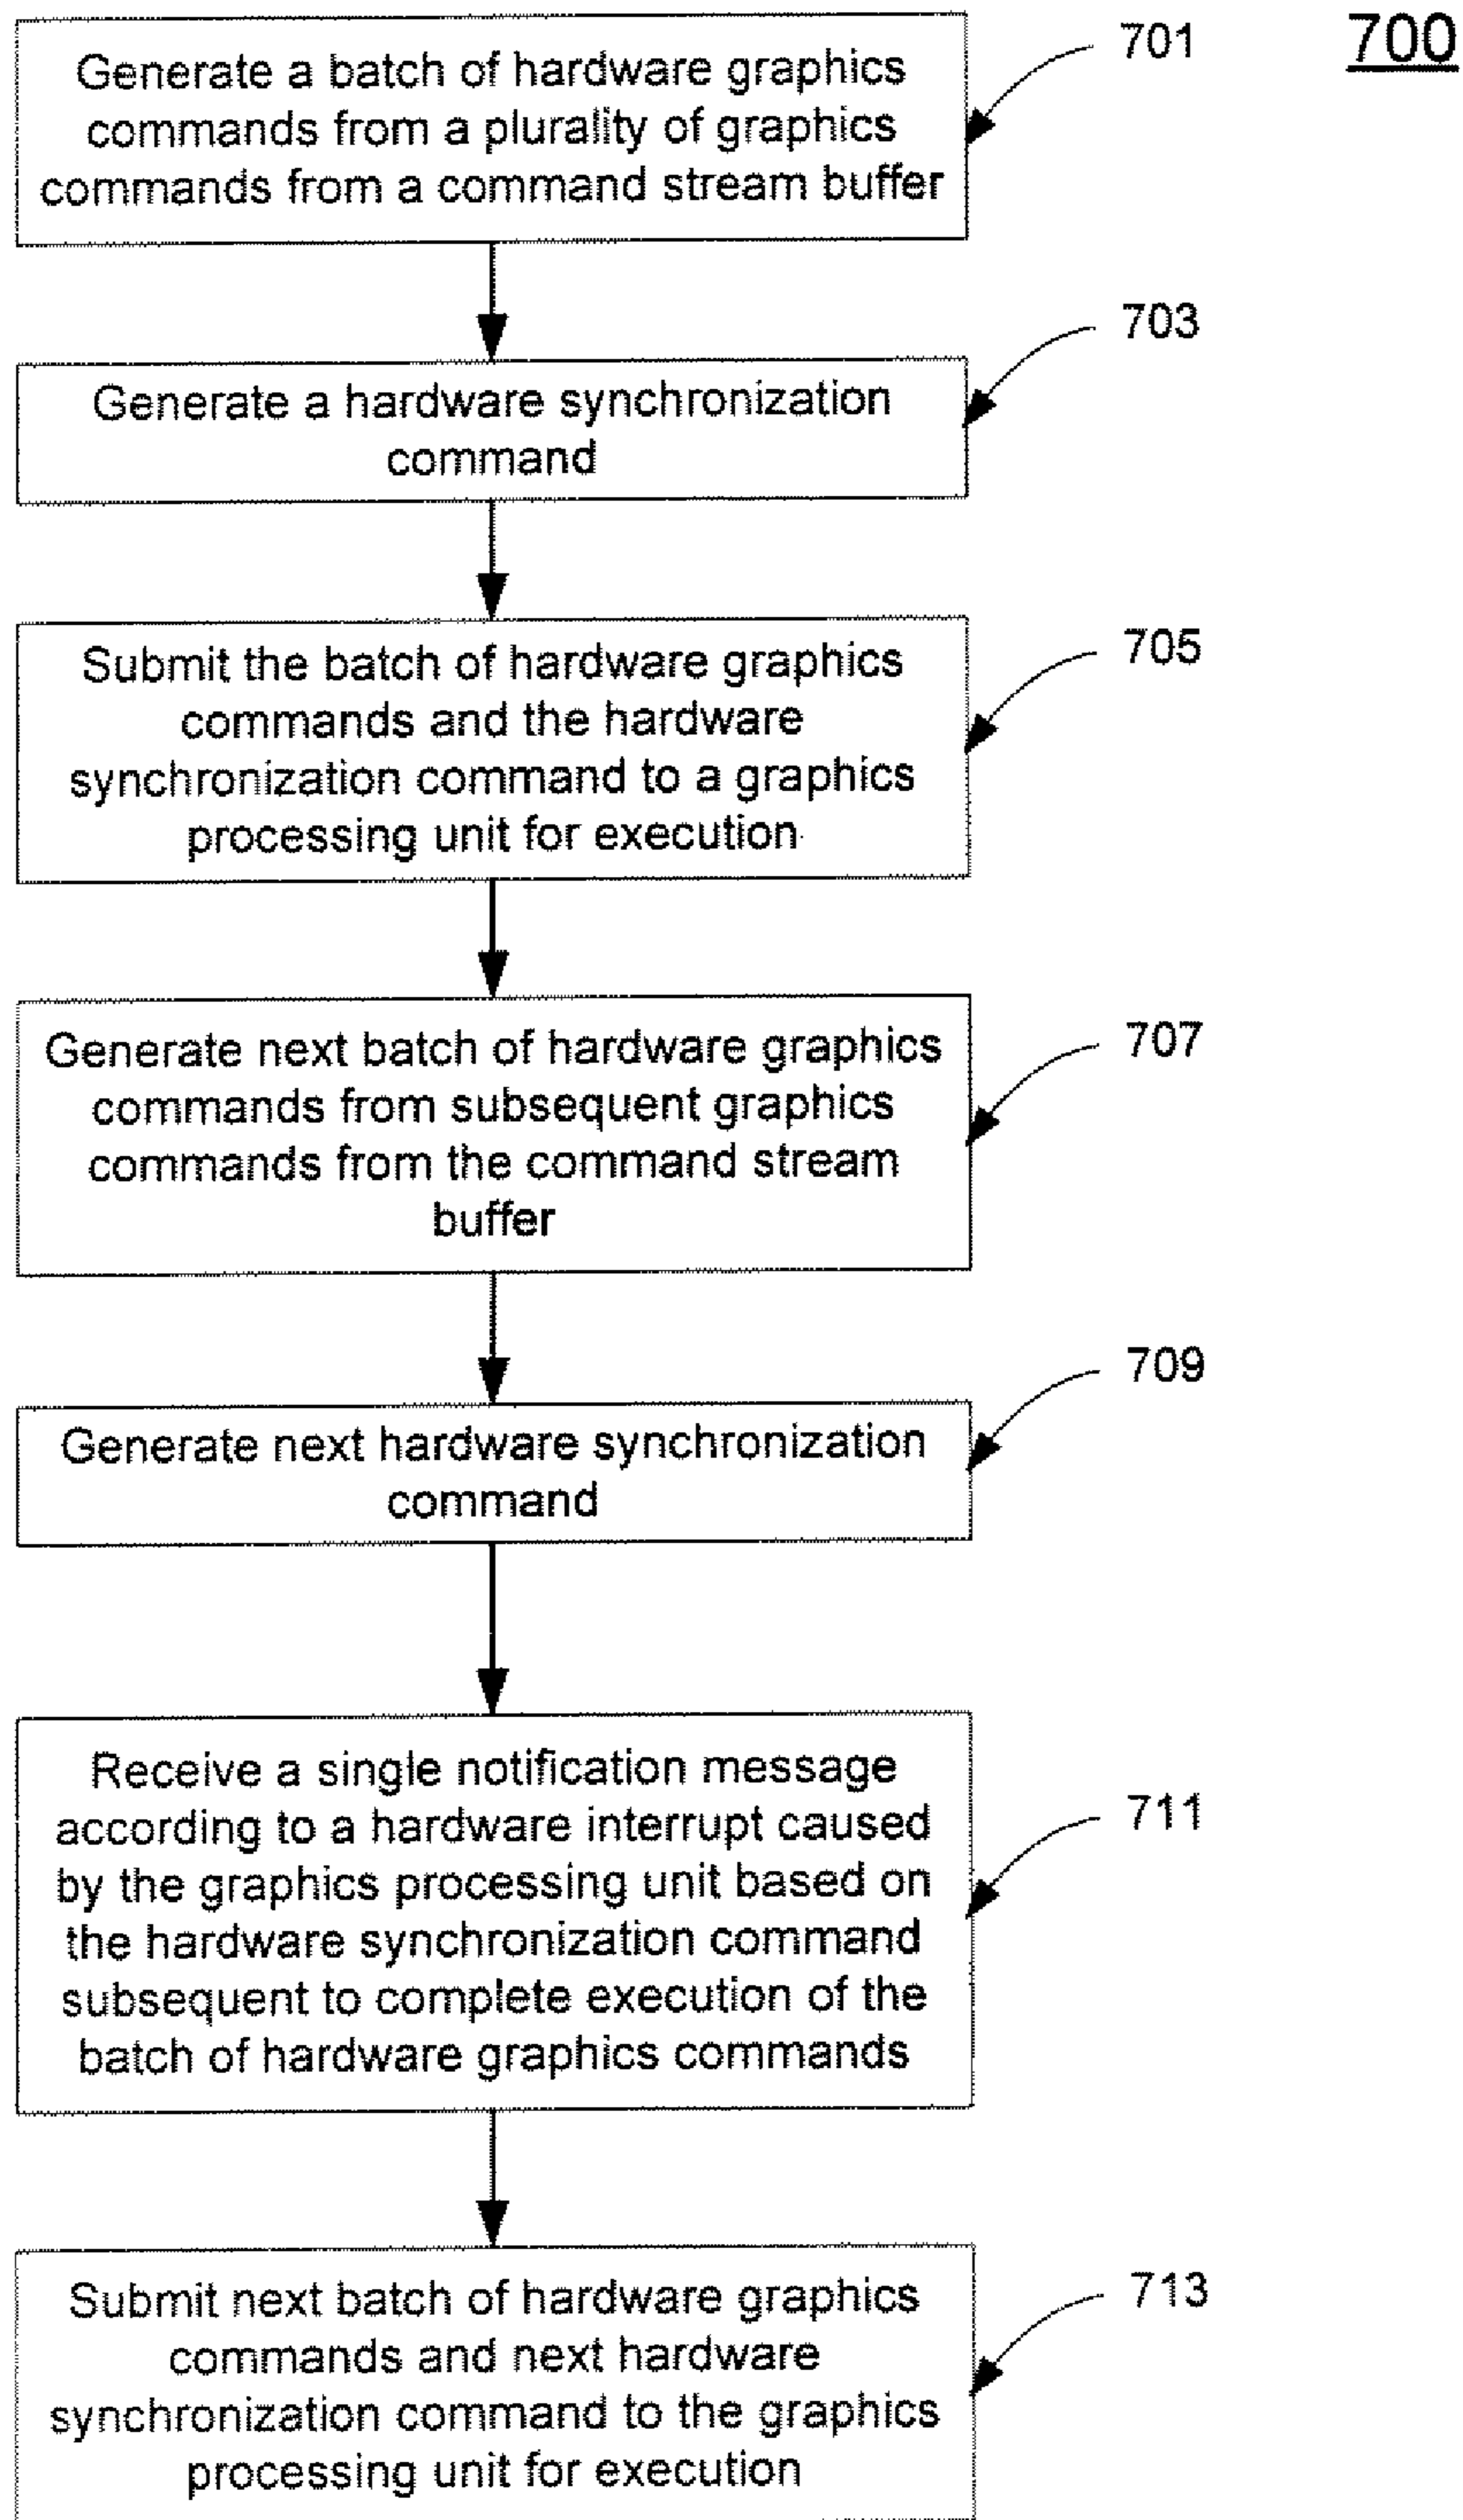 700
701
Generate a batch of hardware graphics
commands from a plurality of graphics
commands from a command stream buffer
703
Generate a hardware synchronization
command
705
Submit the batch of hardware graphics
commands and the hardware
synchronization command to a graphics
processing unit for execution
707
Generate next batch of hardware graphics
commands from subsequent graphics
commands from the command stream
buffer
709
Generate next hardware synchronization
command
711
Receive a single notification message
according to a hardware interrupt caused
by the graphics processing unit based on
the hardware synchronization command
subsequent to complete execution of the
batch of hardware graphics commands
713
Submit next batch of hardware graphics
commands and next hardware
synchronization command to the graphics
processing unit for execution